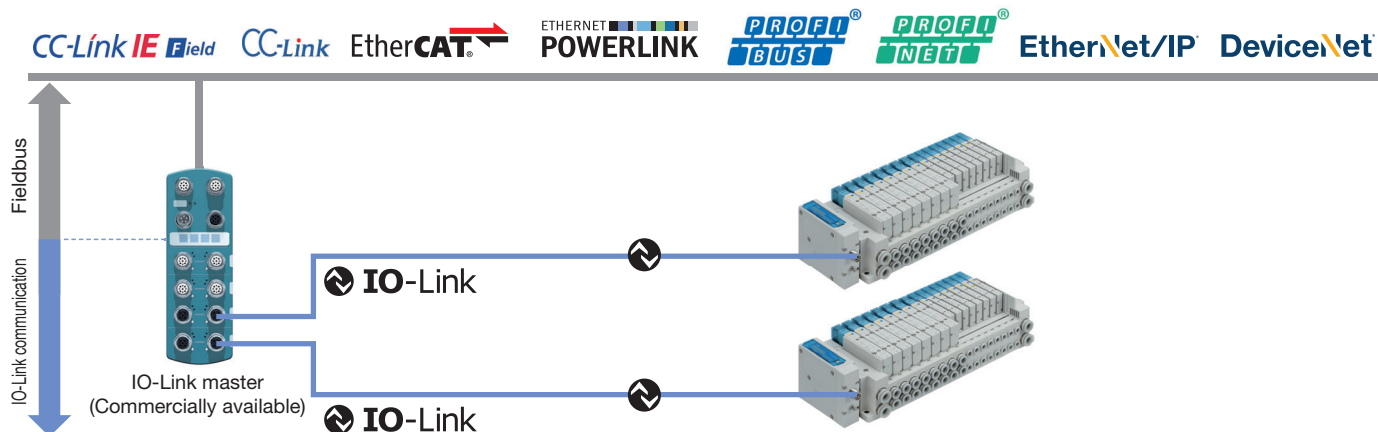 CC-Link IE Field
CC-Link
EtherCAT®
ETHERNET
POWERLINK
PROFI®
BUS
PROFI®
NET
EtherNet/IP
DeviceNet
Fieldbus
IO-Link communication
IO-Link master
(Commercially available)
IO-Link
IO-Link